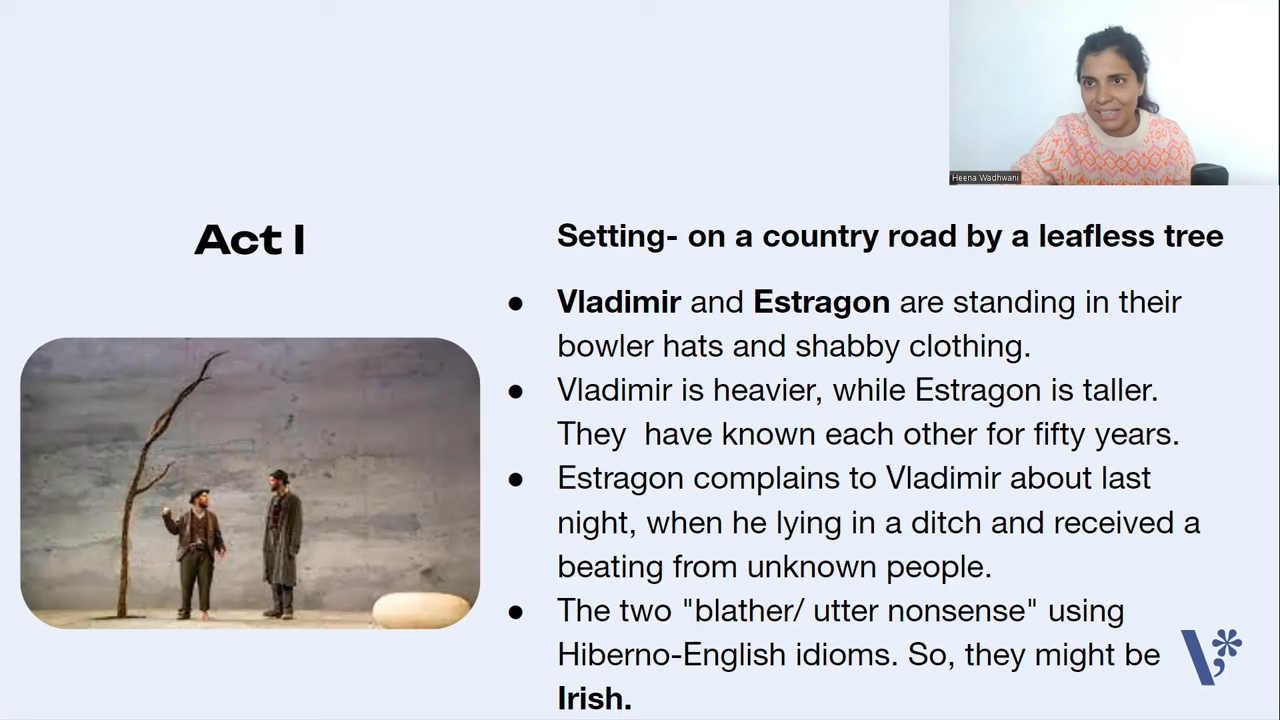 Heena Wadhwani
Act I
Setting- on a country road by a leafless tree
● Vladimir and Estragon are standing in their
bowler hats and shabby clothing.
● Vladimir is heavier, while Estragon is taller.
They  have known each other for fifty years.
● Estragon complains to Vladimir about last
night, when he lying in a ditch and received a
beating from unknown people.
● The two "blather/ utter nonsense" using
Hiberno-English idioms. So, they might be
Irish.